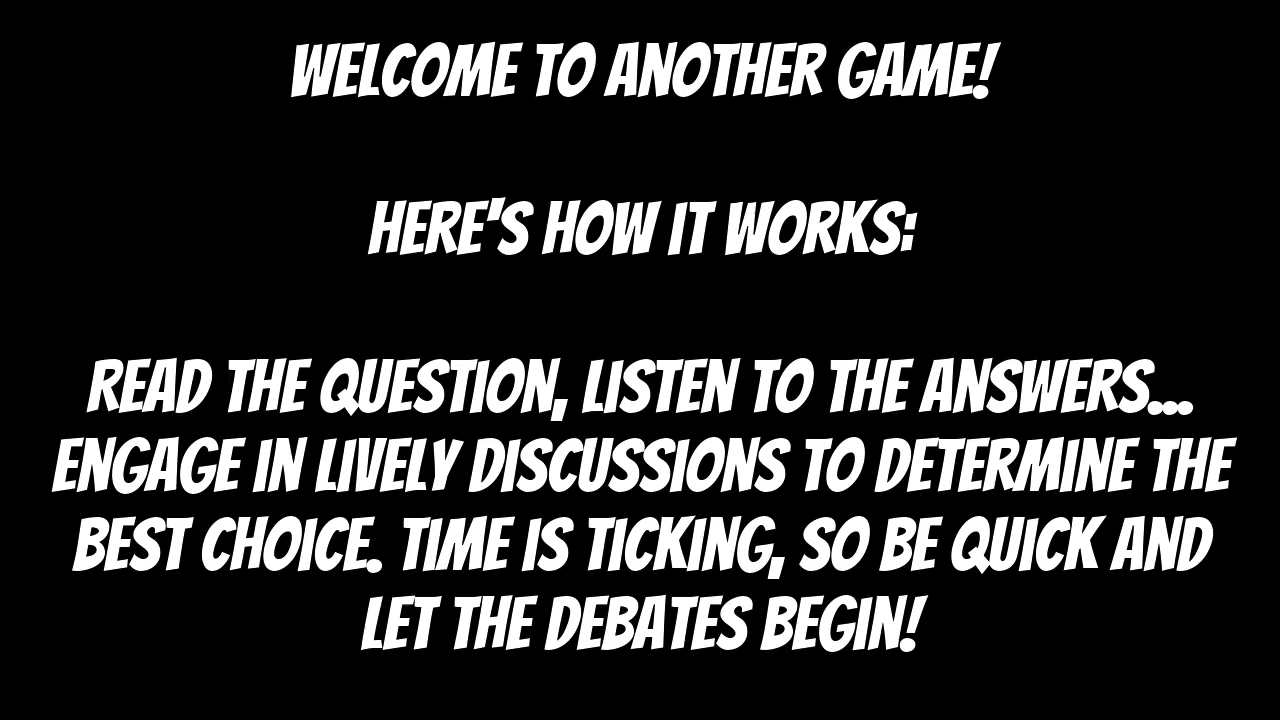 WELCOME TO ANOTHER GAME!
HERE'S HOW IT WORKS:
READ THE QUESTION, LISTEN TO THE ANSWERS...
ENGAGE IN LIVELY DISCUSSIONS TO DETERMINE THE
BEST CHOICE. TIME IS TICKING, SO BE QUICK AND
LET THE DEBATES BEGIN!